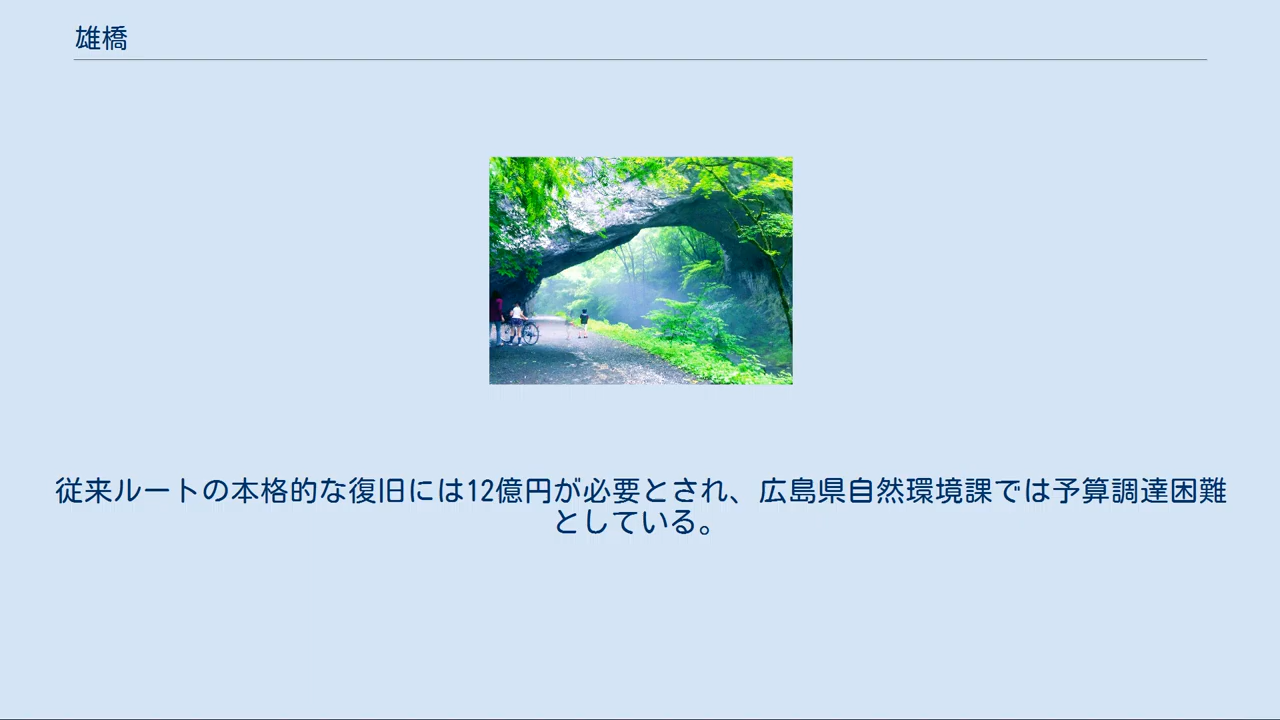 雄橋
従来ルートの本格的な復旧には12億円が必要とされ、広島県自然環境課では予算調達困難
としている。